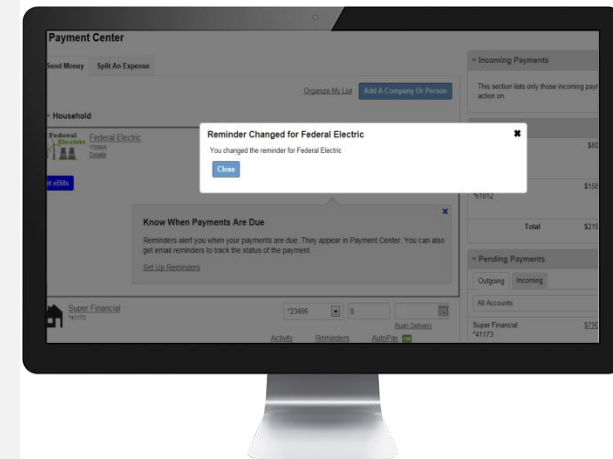 Payment Center
Send Money Split An Expense
Organize My List Add A Company Or Person
Household
Federal Electric
Federal Electric
*78960
Details
eBills
Reminder Changed for Federal Electric
You changed the reminder for Federal Electric
Close
Know When Payments Are Due
Reminders alert you when your payments are due. They appear in Payment Center. You can also
get email reminders to track the status of the payment.
Set Up Reminders
Super Financial
*41173
*23456 $
Rush Delivery
Activity Reminders AutoPay
Incoming Payments
This section lists only those incoming
action on.
*61612
Total
Pending Payments
Outgoing Incoming
All Accounts
Super Financial
*41173